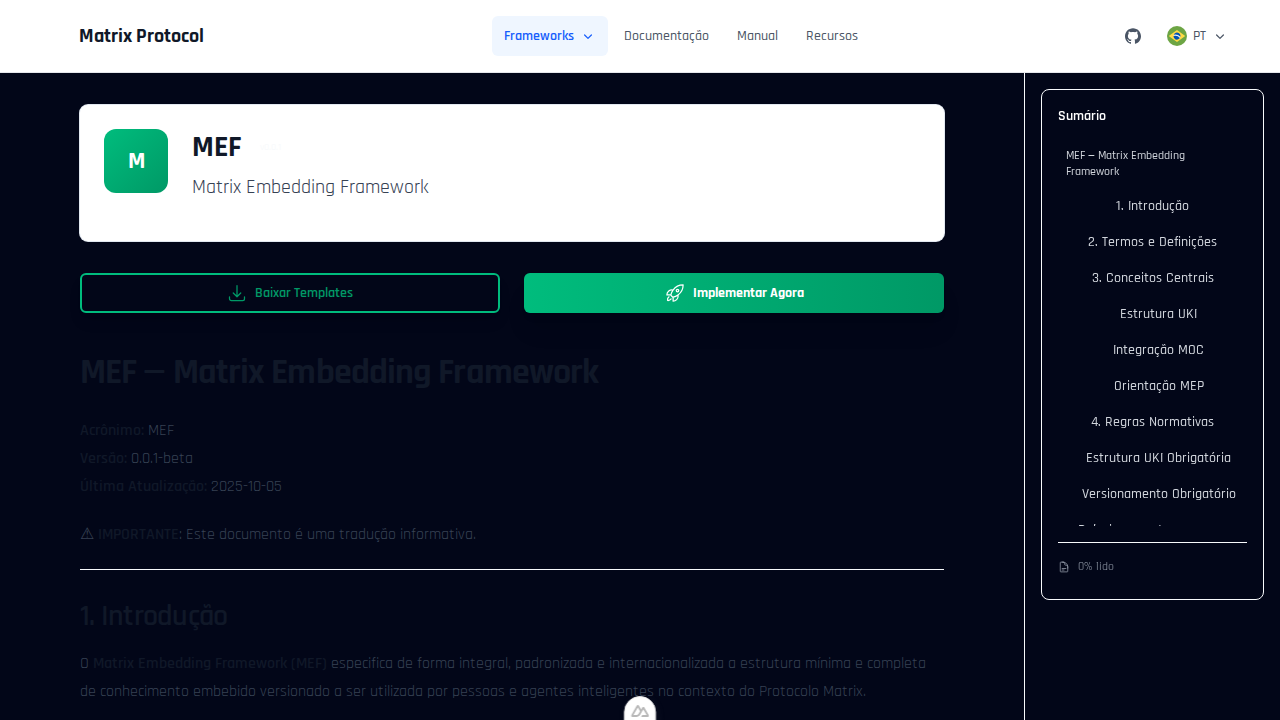 Matrix Protocol
Frameworks
Documentação
Manual
Recursos
PT
M
MEF
Matrix Embedding Framework
Baixar Templates
Implementar Agora
MEF — Matrix Embedding Framework
Acrônimo: MEF
Versão: 0.0.1-beta
Última Atualização: 2025-10-05
⚠ IMPORTANTE: Este documento é uma tradução informativa.
1. Introdução
O Matrix Embedding Framework (MEF) especifica de forma integral, padronizada e internacionalizada a estrutura mínima e completa
de conhecimento embebido versionado a ser utilizado por pessoas e agentes inteligentes no contexto do Protocolo Matrix.
Sumário
MEF — Matrix Embedding
Framework
1. Introdução
2. Termos e Definições
3. Conceitos Centrais
Estrutura UKI
Integração MOC
Orientação MEP
4. Regras Normativas
Estrutura UKI Obrigatória
Versionamento Obrigatório
0% lido